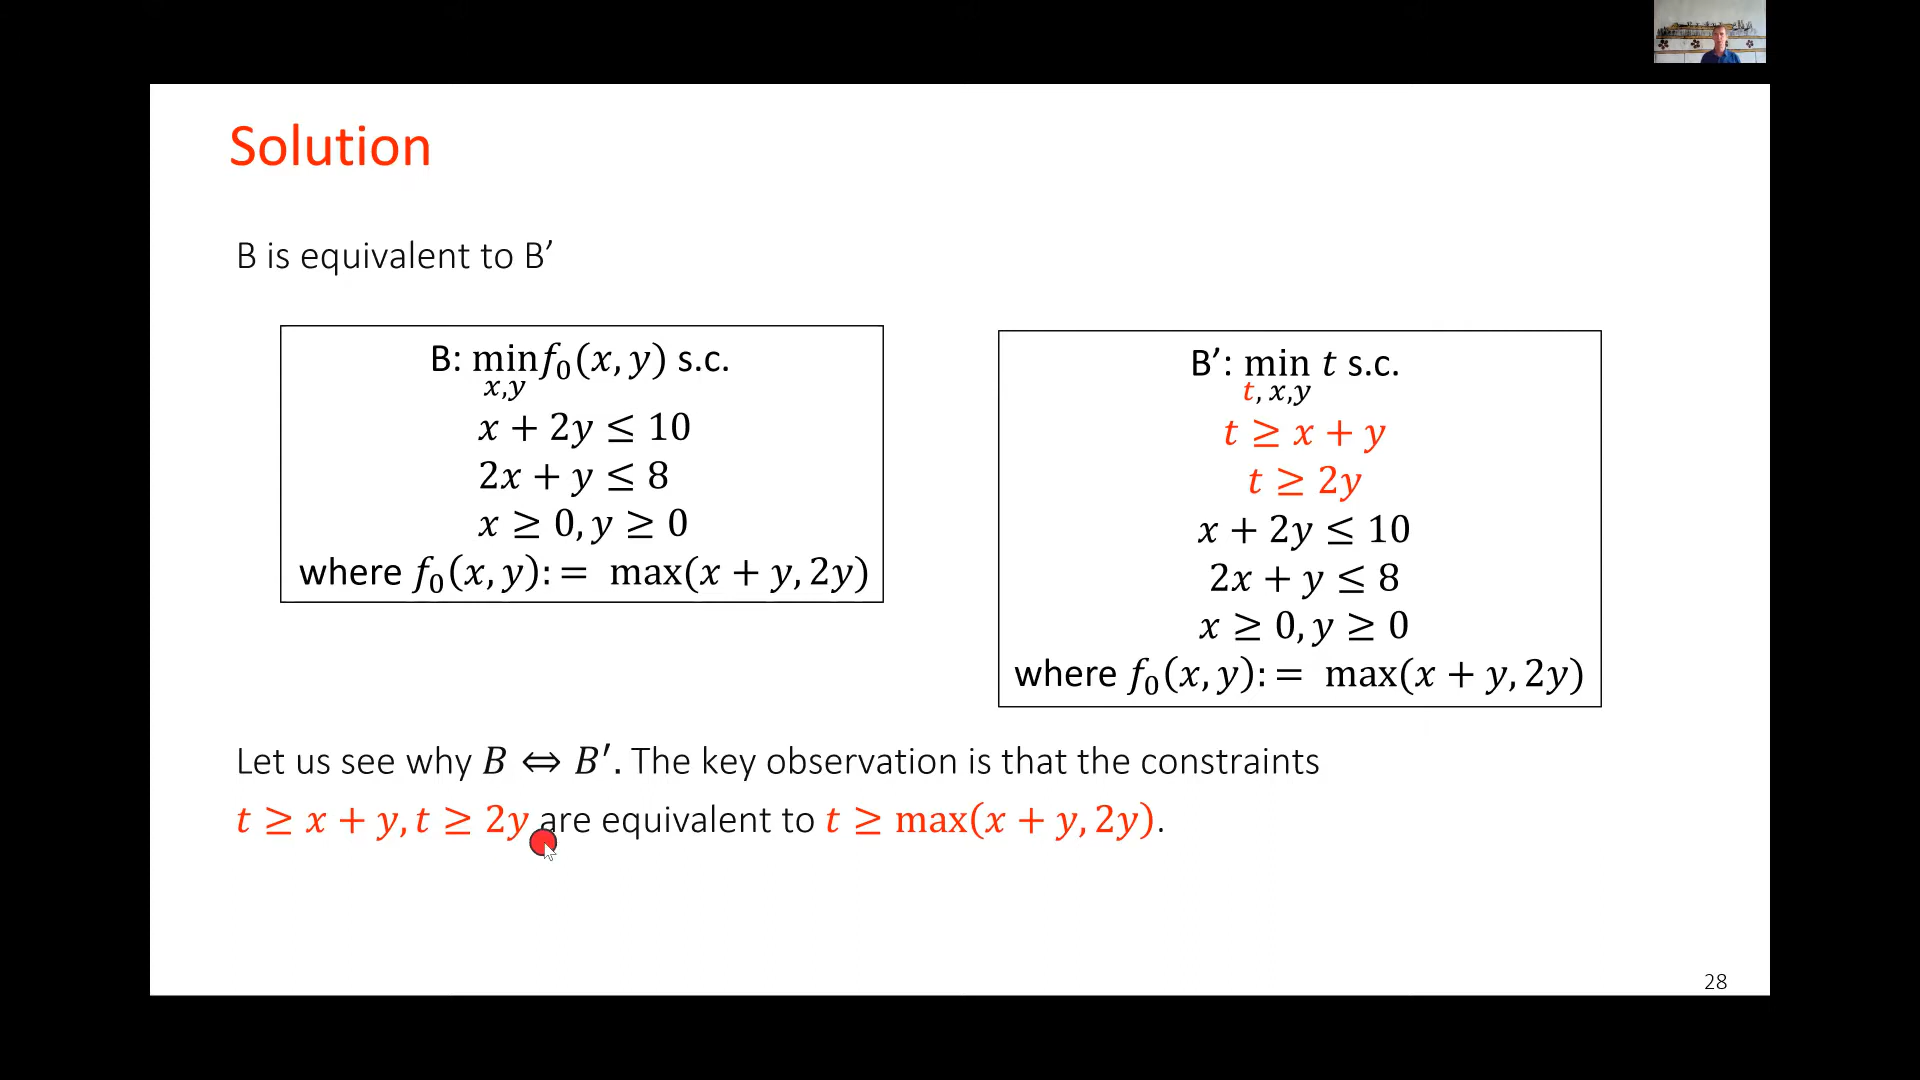 Solution
B is equivalent to B’
B: min f₀(x, y) s.c.
x,y
x + 2y ≤ 10
2x + y ≤ 8
x ≥ 0, y ≥ 0
where f₀(x, y): = max(x + y, 2y)
B’: min t s.c.
t, x,y
t ≥ x + y
t ≥ 2y
x + 2y ≤ 10
2x + y ≤ 8
x ≥ 0, y ≥ 0
where f₀(x, y): = max(x + y, 2y)
Let us see why B ⇔ B′. The key observation is that the constraints
t ≥ x + y, t ≥ 2y are equivalent to t ≥ max(x + y, 2y).
28